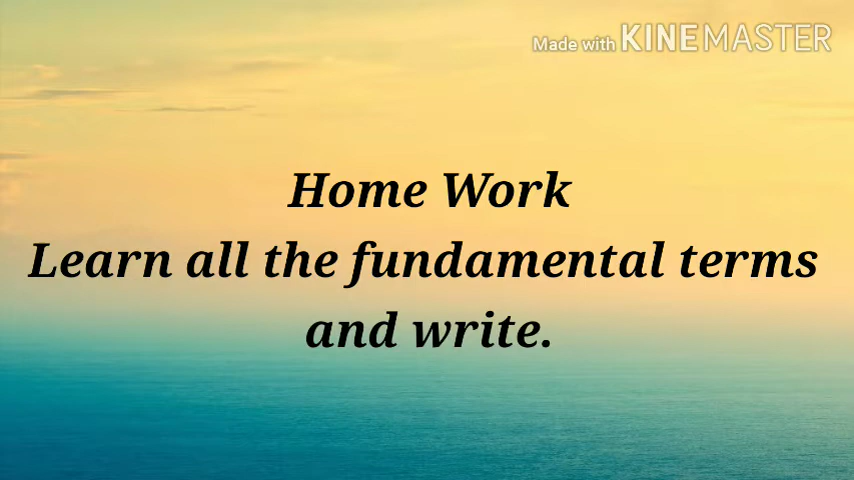 Made with KINEMASTER
Home Work
Learn all the fundamental terms
and write.